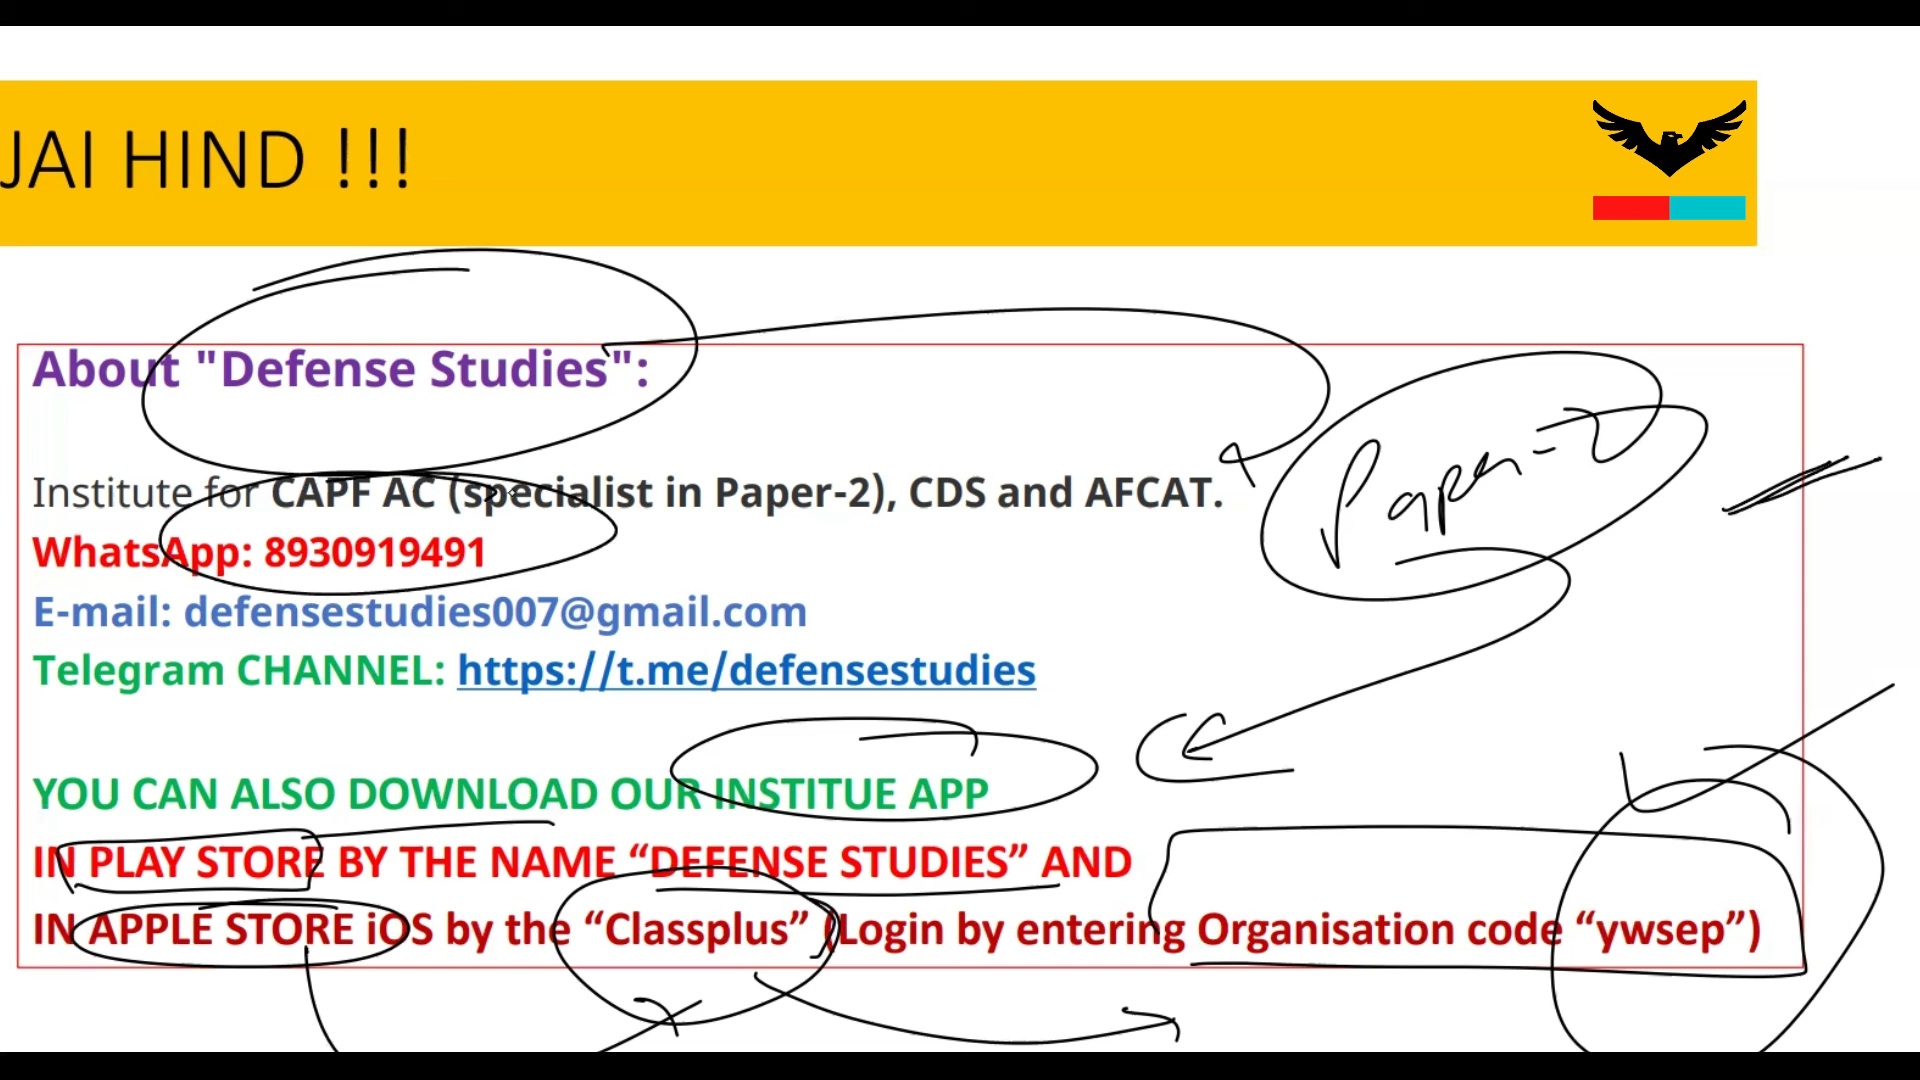 JAI HIND !!!
About "Defense Studies":
Institute for CAPF AC (specialist in Paper-2), CDS and AFCAT.
Paper-2
WhatsApp: 8930919491
E-mail: defensestudies007@gmail.com
Telegram CHANNEL: https://t.me/defensestudies
YOU CAN ALSO DOWNLOAD OUR INSTITUE APP
IN PLAY STORE BY THE NAME “DEFENSE STUDIES” AND
IN APPLE STORE iOS by the “Classplus” (Login by entering Organisation code “ywsep”)